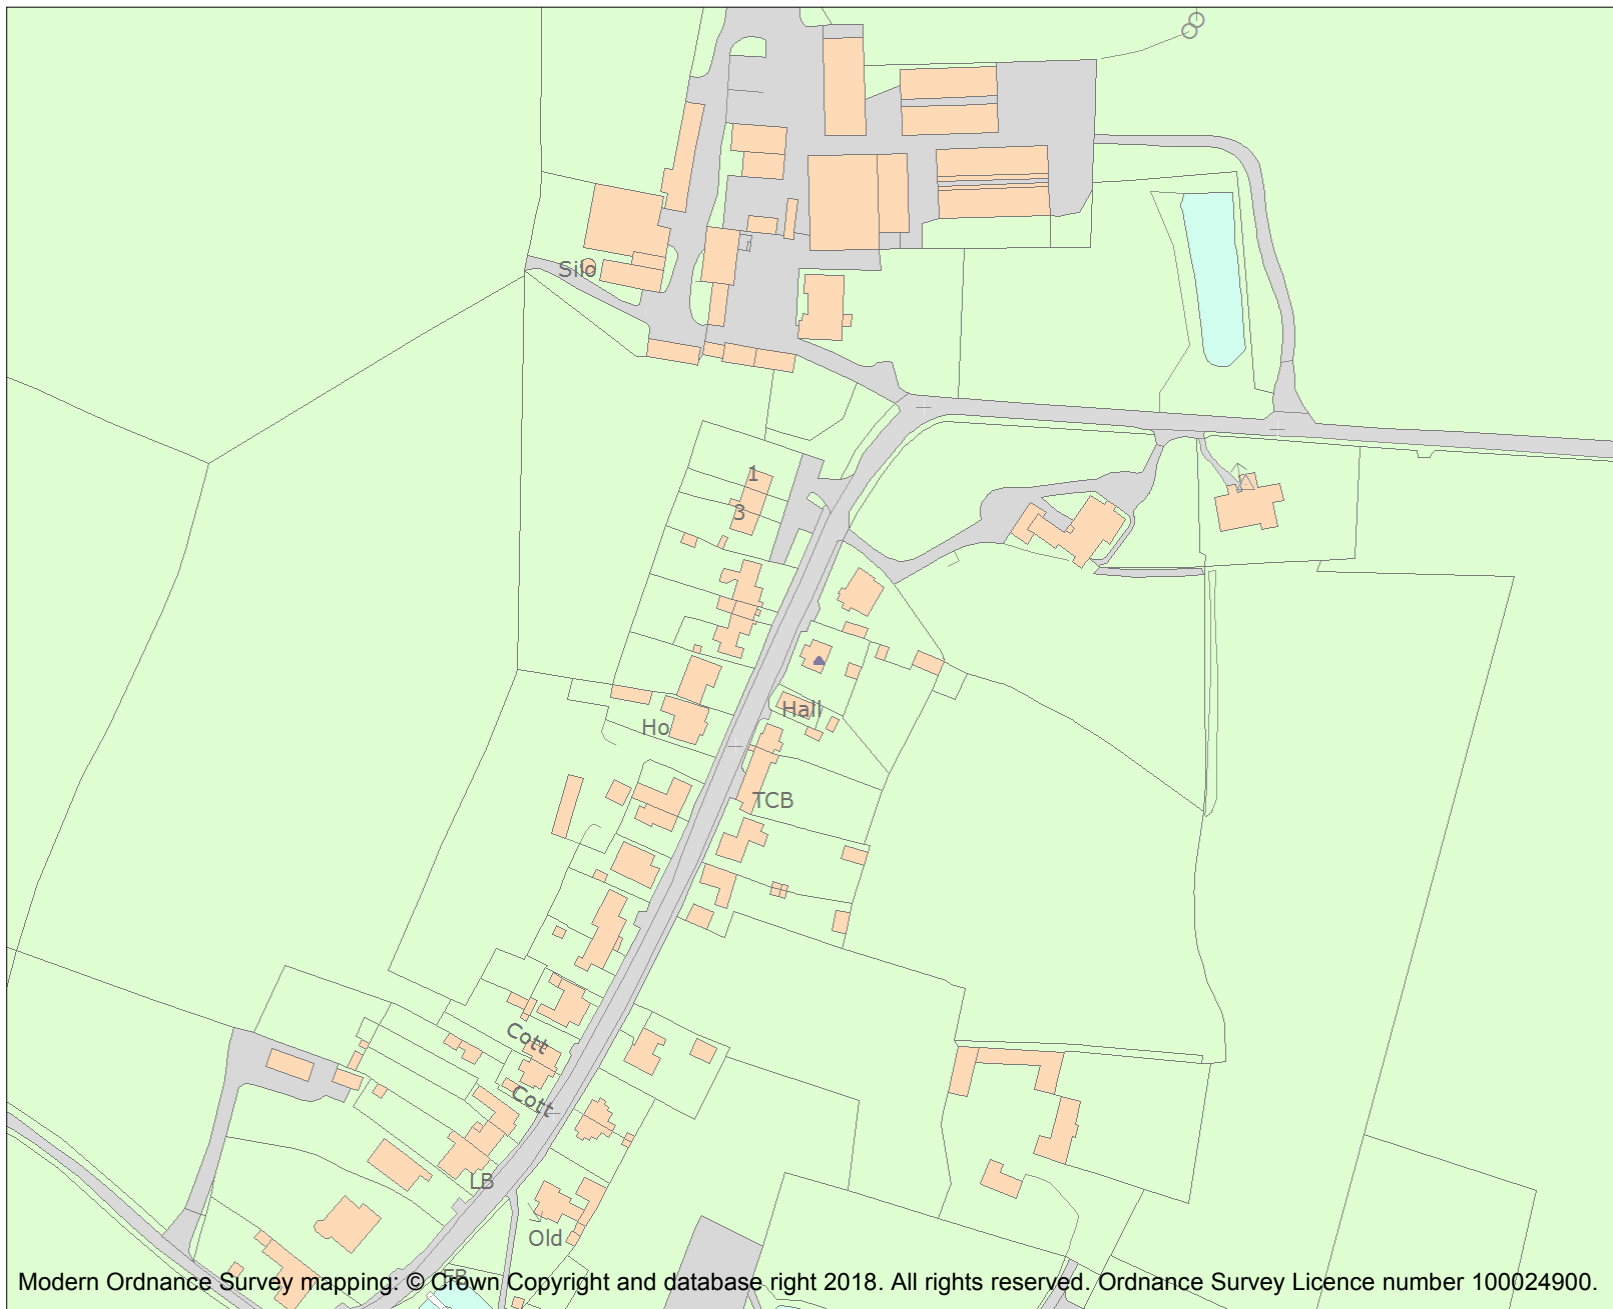 Silo
1
3
Hall
Ho
TCB
Cott
Cott
LB
Old
FB
Modern Ordnance Survey mapping: © Crown Copyright and database right 2018. All rights reserved. Ordnance Survey Licence number 100024900.